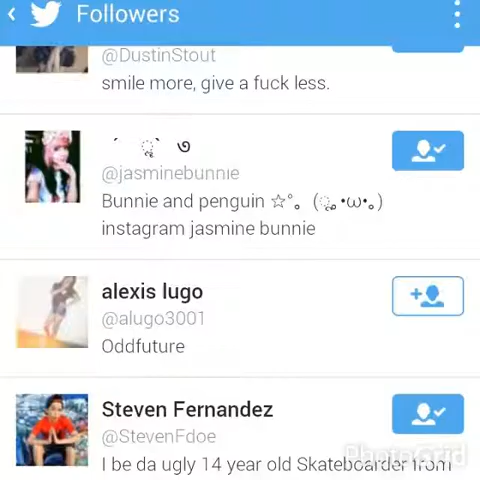 Followers
@DustinStout
smile more, give a fuck less.
@jasminebunnie
Bunnie and penguin ☆°。(ृ 。•ω•。)
instagram jasmine bunnie
alexis lugo
@alugo3001
Oddfuture
Steven Fernandez
@StevenFdoe
PhotoGrid
I be da ugly 14 year old Skateboarder from